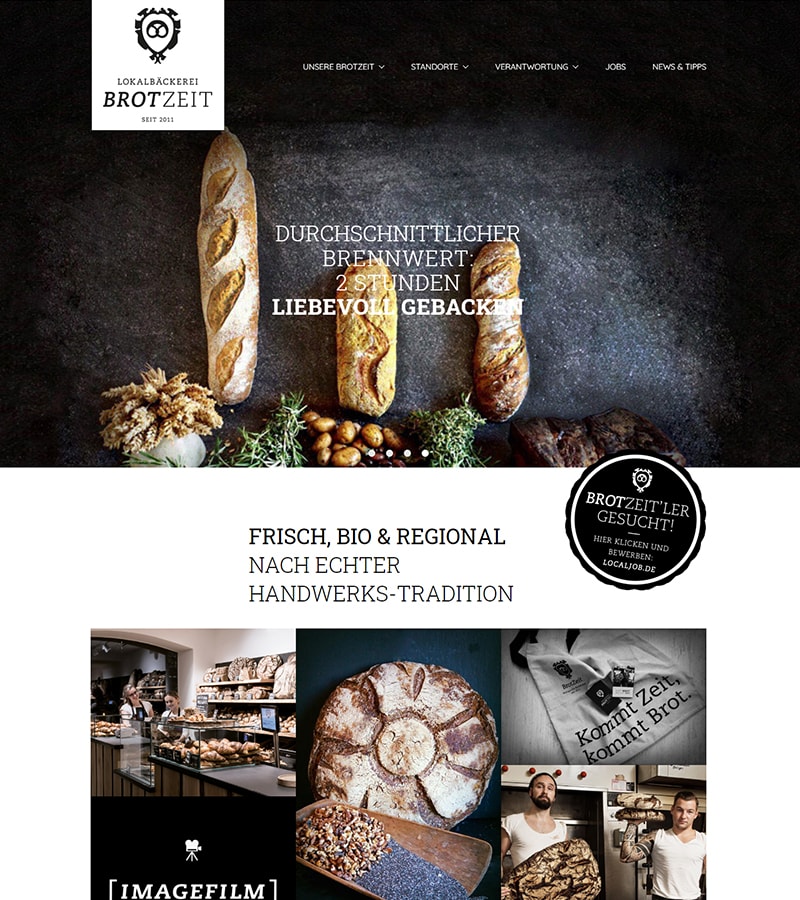 LOKALBÄCKEREI
BROTZEIT
SEIT 2011
UNSERE BROTZEIT
STANDORTE
VERANTWORTUNG
JOBS
NEWS & TIPPS
DURCHSCHNITTLICHER
BRENNWERT:
2 STUNDEN
LIEBEVOLL GEBACKEN
BROTZEIT'LER
GESUCHT!
HIER KLICKEN UND
BEWERBEN:
LOCALJOB.DE
FRISCH, BIO & REGIONAL
NACH ECHTER
HANDWERKS-TRADITION
BROTZEIT
Kommt Zeit,
kommt Brot.
[IMAGEFILM]